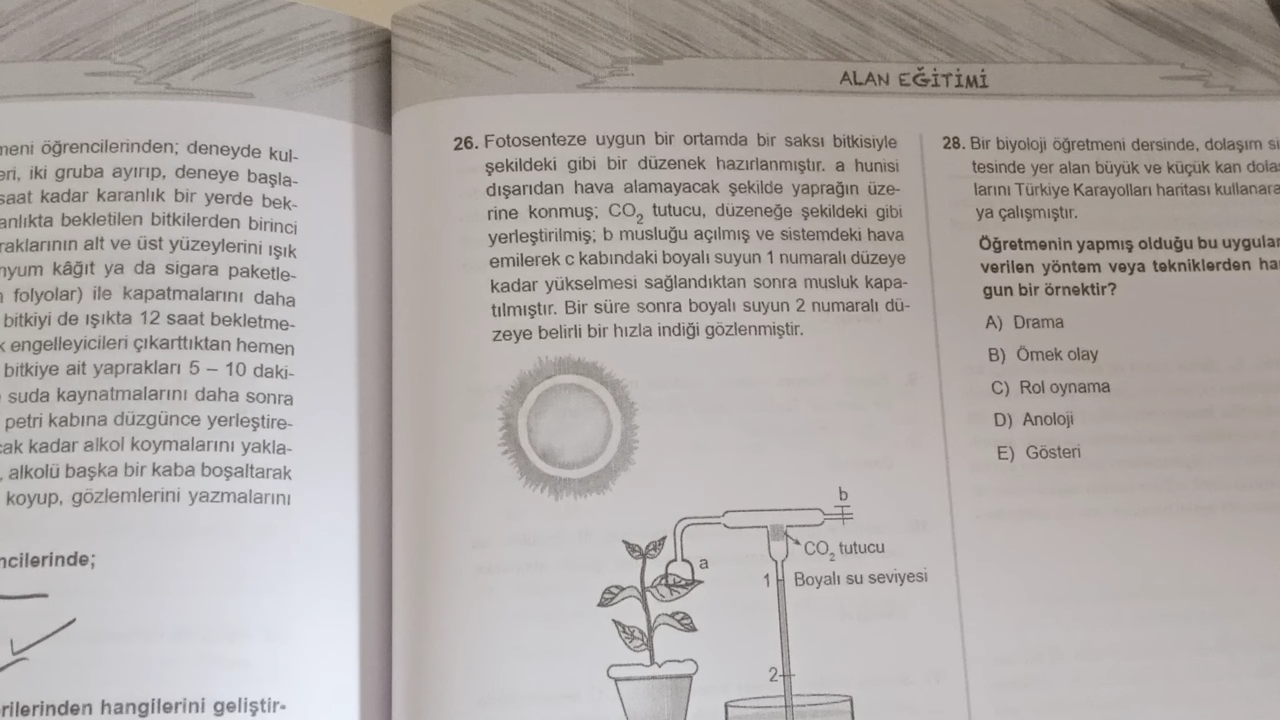 ALAN EĞİTİMİ
öğrencilerinden; deneyde kul-
iki gruba ayırıp, deneye başla-
saat kadar karanlık bir yerde bek-
bekletilen bitkilerden birinci
alt ve üst yüzeylerini ışık
kâğıt ya da sigara paketle-
folyolar) ile kapatmalarını daha
bitkiyi de ışıkta 12 saat bekletme-
engelleyicileri çıkarttıktan hemen
bitkiye ait yaprakları 5 – 10 daki-
suda kaynatmalarını daha sonra
petri kabına düzgünce yerleştire-
kadar alkol koymalarını yakla-
alkolü başka bir kaba boşaltarak
koyup, gözlemlerini yazmalarını
hangilerini geliştir-
26. Fotosenteze uygun bir ortamda bir saksı bitkisiyle
şekildeki gibi bir düzenek hazırlanmıştır. a hunisi
dışarıdan hava alamayacak şekilde yaprağın üze-
rine konmuş; CO₂ tutucu, düzeneğe şekildeki gibi
yerleştirilmiş; b musluğu açılmış ve sistemdeki hava
emilerek c kabındaki boyalı suyun 1 numaralı düzeye
kadar yükselmesi sağlandıktan sonra musluk kapa-
tılmıştır. Bir süre sonra boyalı suyun 2 numaralı dü-
zeye belirli bir hızla indiği gözlenmiştir.
b
CO₂ tutucu
a
1
Boyalı su seviyesi
2
28. Bir biyoloji öğretmeni dersinde, dolaşım
tesinde yer alan büyük ve küçük kan
larını Türkiye Karayolları haritası
ya çalışmıştır.
Öğretmenin yapmış olduğu bu
verilen yöntem veya tekniklerden
gun bir örnektir?
A) Drama
B) Örnek olay
C) Rol oynama
D) Anoloji
E) Gösteri